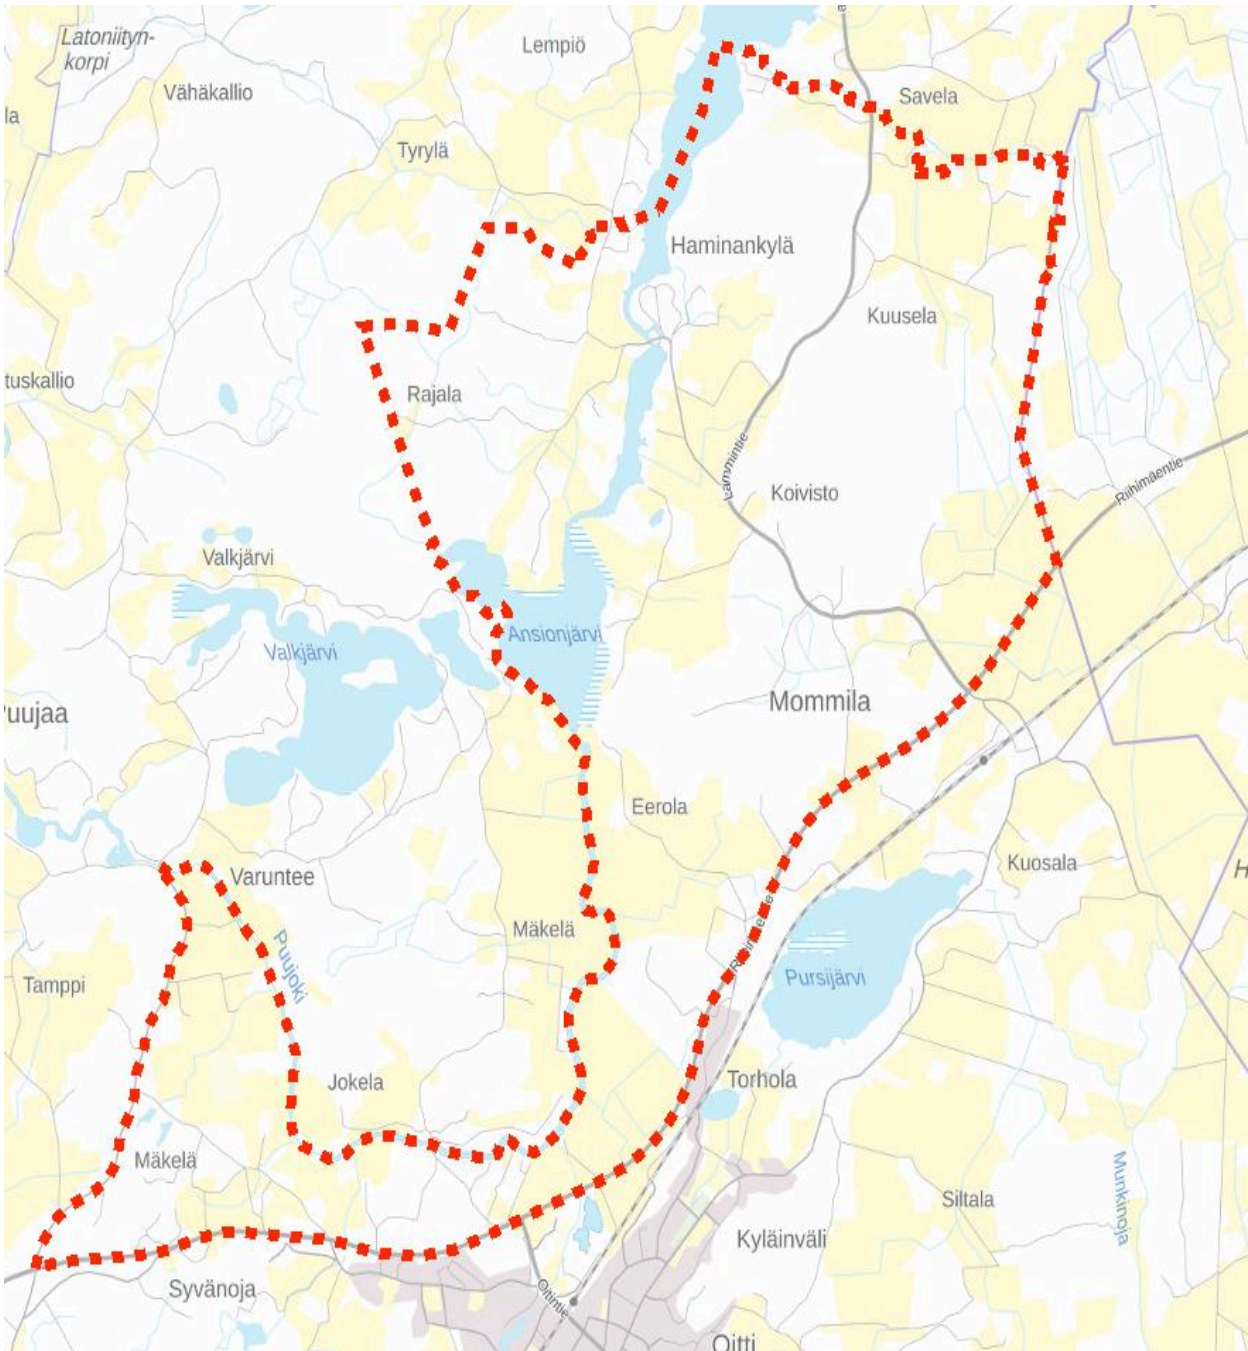 Latoniityn-
korpi
Lempiö
Vähäkallio
Savela
la
Tyrylä
Haminankylä
Kuusela
tuskallio
Rajala
Lammintie
Riihimäentie
Koivisto
Valkjärvi
Ansionjärvi
Valkjärvi
Mommila
uujaa
Eerola
Kuosala
H
Varuntee
Mäkelä
Puujoki
Tamppi
Pursijärvi
Jokela
Torhola
Mäkelä
Munkinoja
Siltala
Kyläinväli
Syvänoja
Oitintie
Oitti